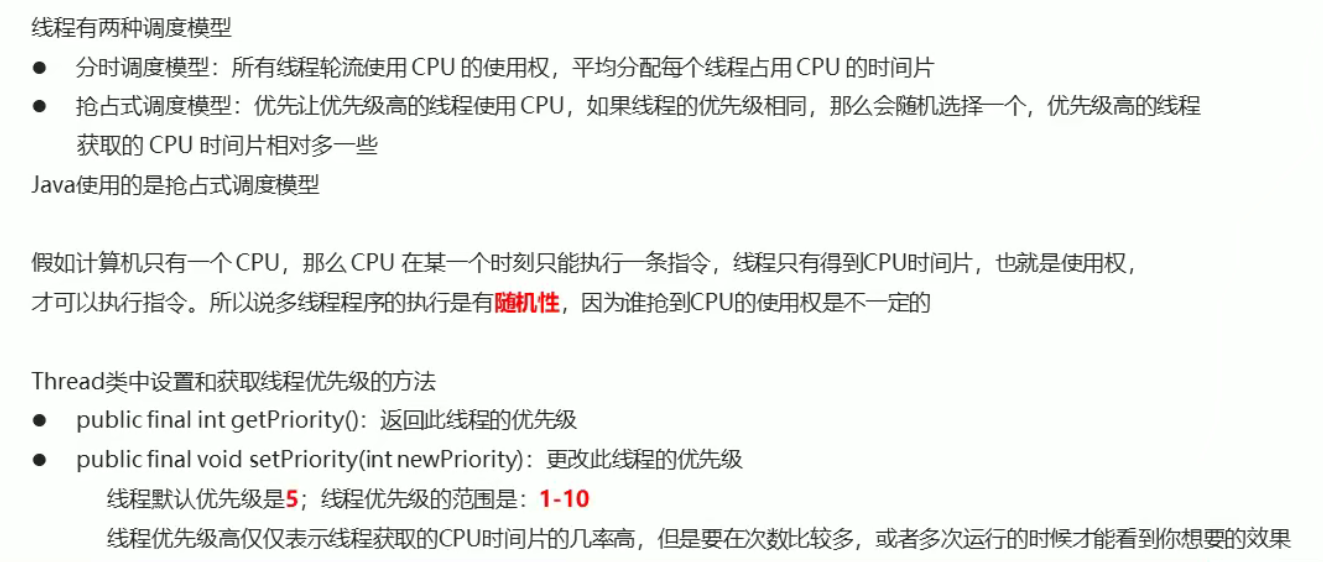 线程有两种调度模型
● 分时调度模型：所有线程轮流使用 CPU 的使用权，平均分配每个线程占用 CPU 的时间片
● 抢占式调度模型：优先让优先级高的线程使用 CPU，如果线程的优先级相同，那么会随机选择一个，优先级高的线程
获取的 CPU 时间片相对多一些
Java使用的是抢占式调度模型
假如计算机只有一个 CPU，那么 CPU 在某一个时刻只能执行一条指令，线程只有得到CPU时间片，也就是使用权，
才可以执行指令。所以说多线程程序的执行是有随机性，因为谁抢到CPU的使用权是不一定的
Thread类中设置和获取线程优先级的方法
● public final int getPriority()：返回此线程的优先级
● public final void setPriority(int newPriority)：更改此线程的优先级
线程默认优先级是5；线程优先级的范围是：1-10
线程优先级高仅仅表示线程获取的CPU时间片的几率高，但是要在次数比较多，或者多次运行的时候才能看到你想要的效果